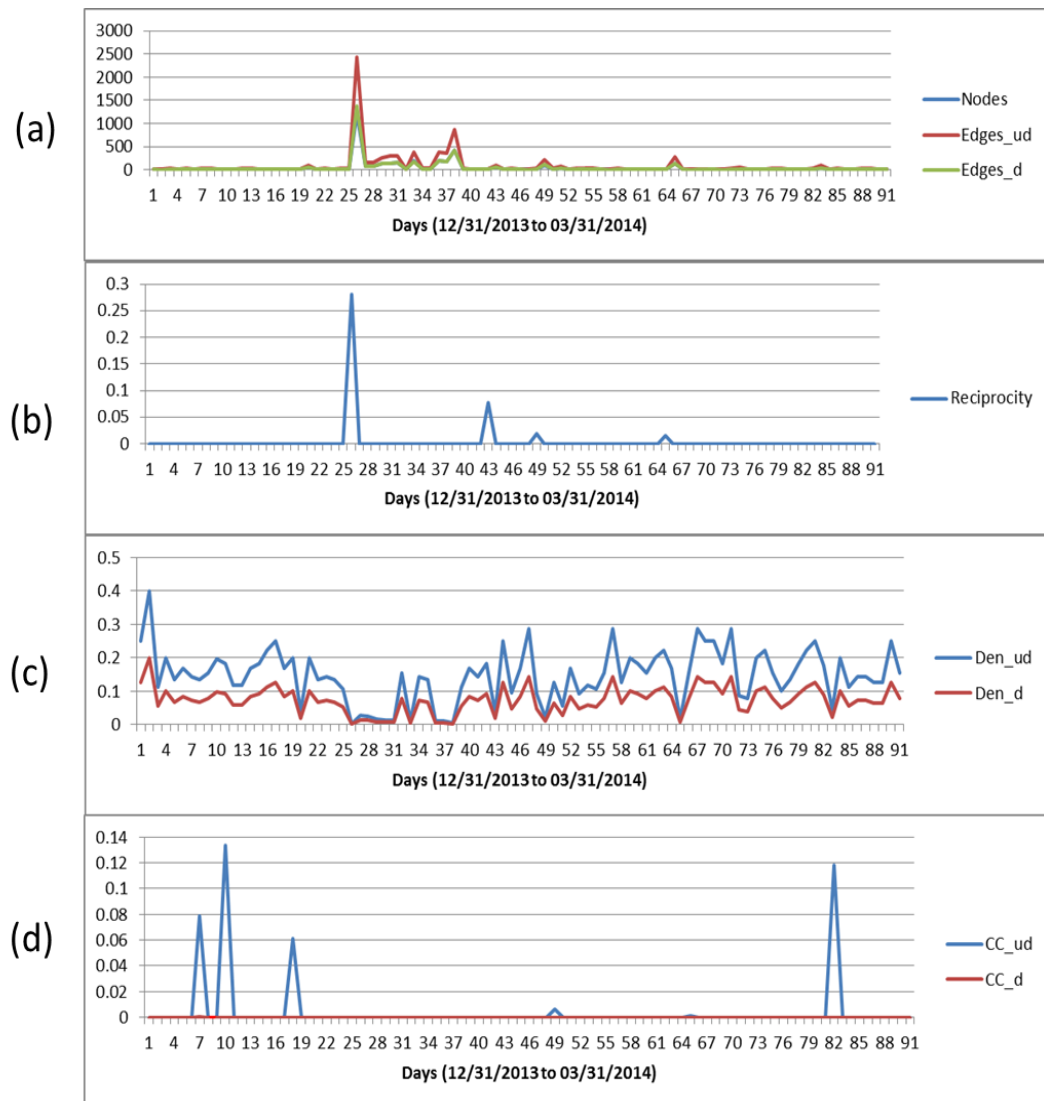 (a)
3000
2500
2000
1500
1000
500
0
1 4 7 10 13 16 19 22 25 28 31 34 37 40 43 46 49 52 55 58 61 64 67 70 73 76 79 82 85 88 91
Days (12/31/2013 to 03/31/2014)
Nodes
Edges_ud
Edges_d
(b)
0.3
0.25
0.2
0.15
0.1
0.05
0
1 4 7 10 13 16 19 22 25 28 31 34 37 40 43 46 49 52 55 58 61 64 67 70 73 76 79 82 85 88 91
Days (12/31/2013 to 03/31/2014)
Reciprocity
(c)
0.5
0.4
0.3
0.2
0.1
0
1 4 7 10 13 16 19 22 25 28 31 34 37 40 43 46 49 52 55 58 61 64 67 70 73 76 79 82 85 88 91
Days (12/31/2013 to 03/31/2014)
Den_ud
Den_d
(d)
0.14
0.12
0.1
0.08
0.06
0.04
0.02
0
1 4 7 10 13 16 19 22 25 28 31 34 37 40 43 46 49 52 55 58 61 64 67 70 73 76 79 82 85 88 91
Days (12/31/2013 to 03/31/2014)
CC_ud
CC_d